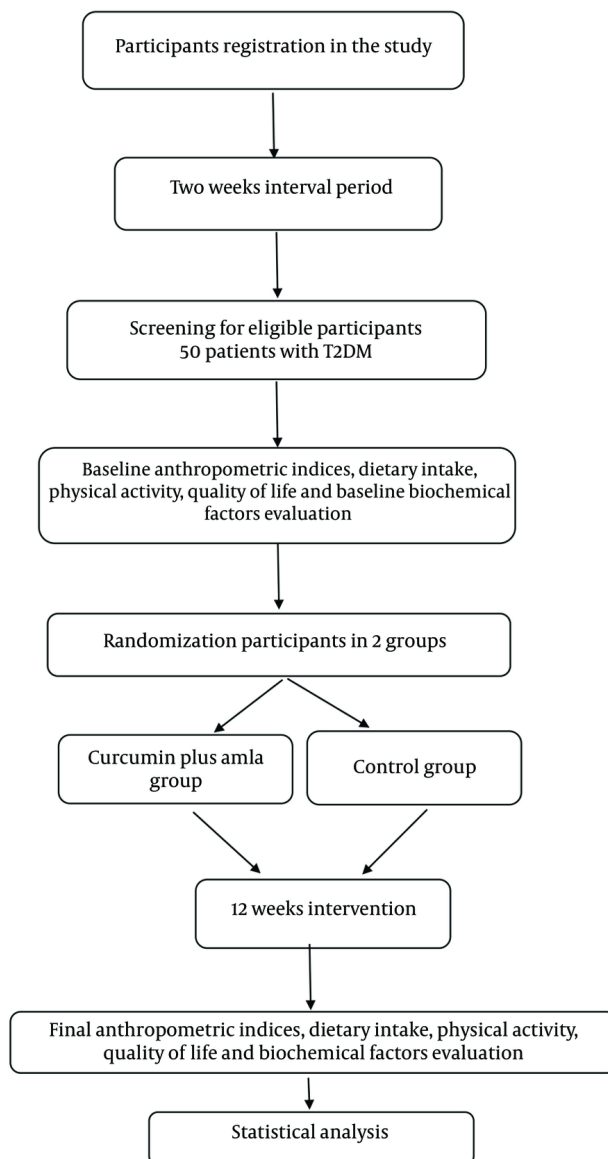 Participants registration in the study
Two weeks interval period
Screening for eligible participants
50 patients with T2DM
Baseline anthropometric indices, dietary intake,
physical activity, quality of life and baseline biochemical
factors evaluation
Randomization participants in 2 groups
Curcumin plus amla
group
Control group
12 weeks intervention
Final anthropometric indices, dietary intake, physical activity,
quality of life and biochemical factors evaluation
Statistical analysis